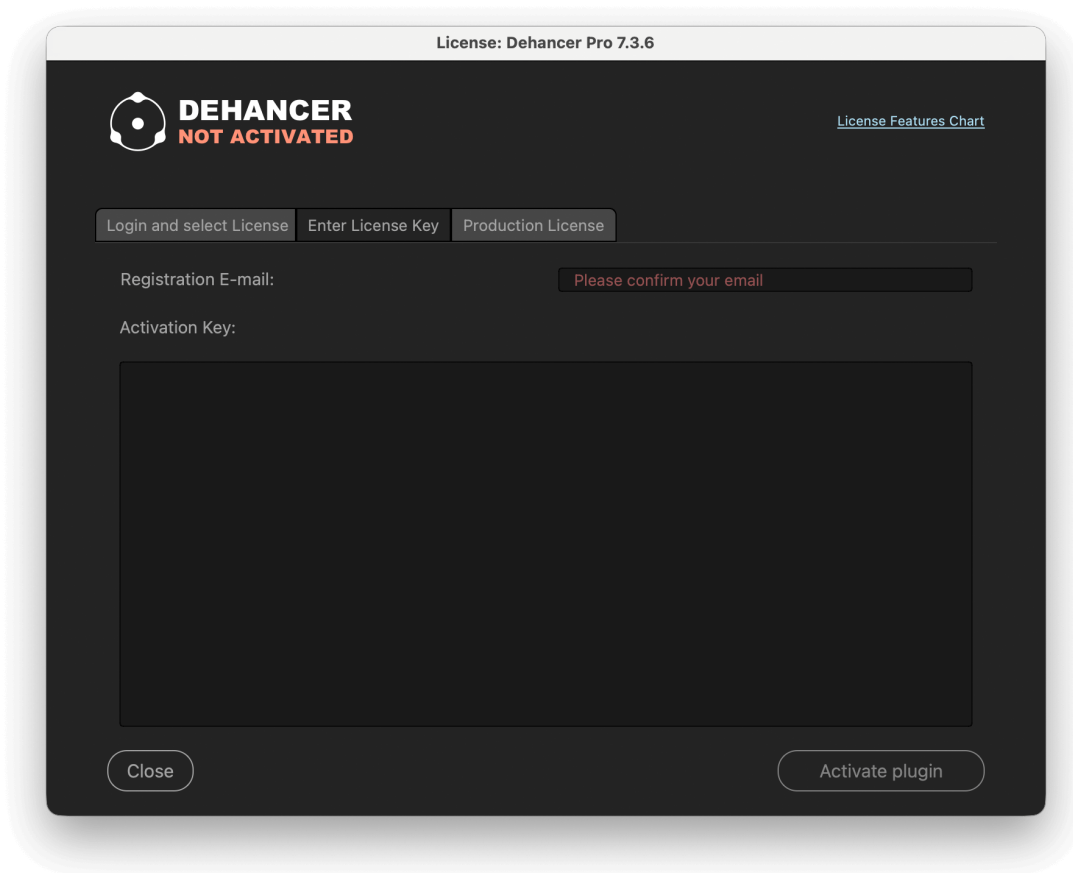 License: Dehancer Pro 7.3.6
DEHANCER
NOT ACTIVATED
License Features Chart
Login and select License
Enter License Key
Production License
Registration E-mail:
Please confirm your email
Activation Key:
Close
Activate plugin